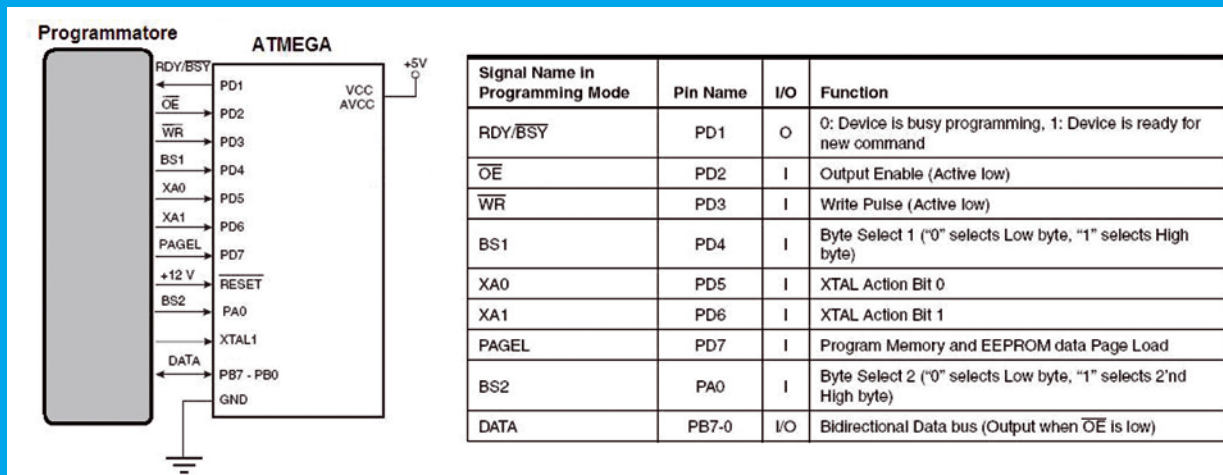 Programmatore
ATMEGA
RDY/BSY
PD1
OE
PD2
WR
PD3
BS1
PD4
XA0
PD5
XA1
PD6
PAGEL
PD7
+12 V
RESET
BS2
PA0
XTAL1
DATA
PB7 - PB0
GND
VCC
AVCC
+5V
Signal Name in
Programming Mode Pin Name I/O Function
RDY/BSY PD1 O 0: Device is busy programming, 1: Device is ready for
new command
OE PD2 I Output Enable (Active low)
WR PD3 I Write Pulse (Active low)
BS1 PD4 I Byte Select 1 (“0” selects Low byte, “1” selects High
byte)
XA0 PD5 I XTAL Action Bit 0
XA1 PD6 I XTAL Action Bit 1
PAGEL PD7 I Program Memory and EEPROM data Page Load
BS2 PA0 I Byte Select 2 (“0” selects Low byte, “1” selects 2’nd
High byte)
DATA PB7-0 I/O Bidirectional Data bus (Output when OE is low)